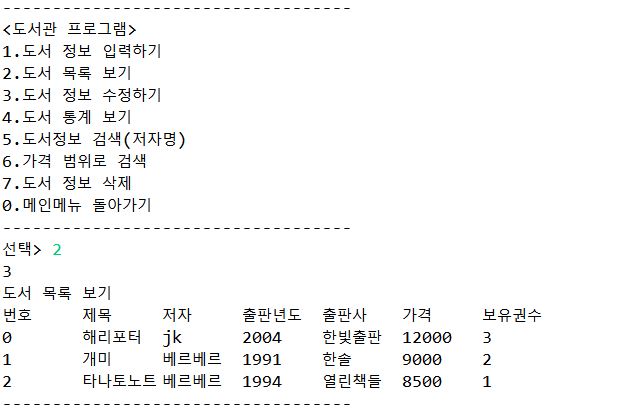 -----------------------------------
<도서관 프로그램>
1.도서 정보 입력하기
2.도서 목록 보기
3.도서 정보 수정하기
4.도서 통계 보기
5.도서정보 검색(저자명)
6.가격 범위로 검색
7.도서 정보 삭제
0.메인메뉴 돌아가기
-----------------------------------
선택> 2
3
도서 목록 보기
번호 제목 저자 출판년도 출판사 가격 보유권수
0 해리포터 jk 2004 한빛출판 12000 3
1 개미 베르베르 1991 한솔 9000 2
2 타나토노트 베르베르 1994 열린책들 8500 1
-----------------------------------